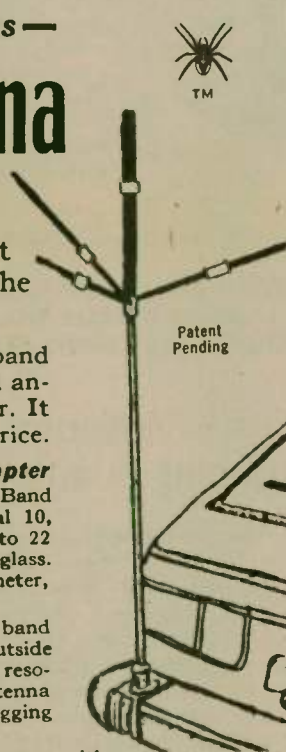 s—
TM
na
t
he
Patent
Pending
band
an-
r. It
rice.
pter
Band
al 10,
to 22
glass.
meter,
band
utside
reso-
tenna
gging